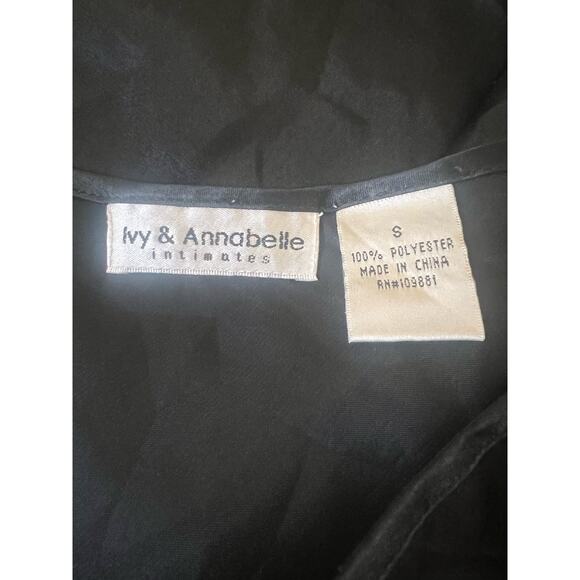 Ivy & Annabelle
intimates
S
100% POLYESTER
MADE IN CHINA
RN#109881